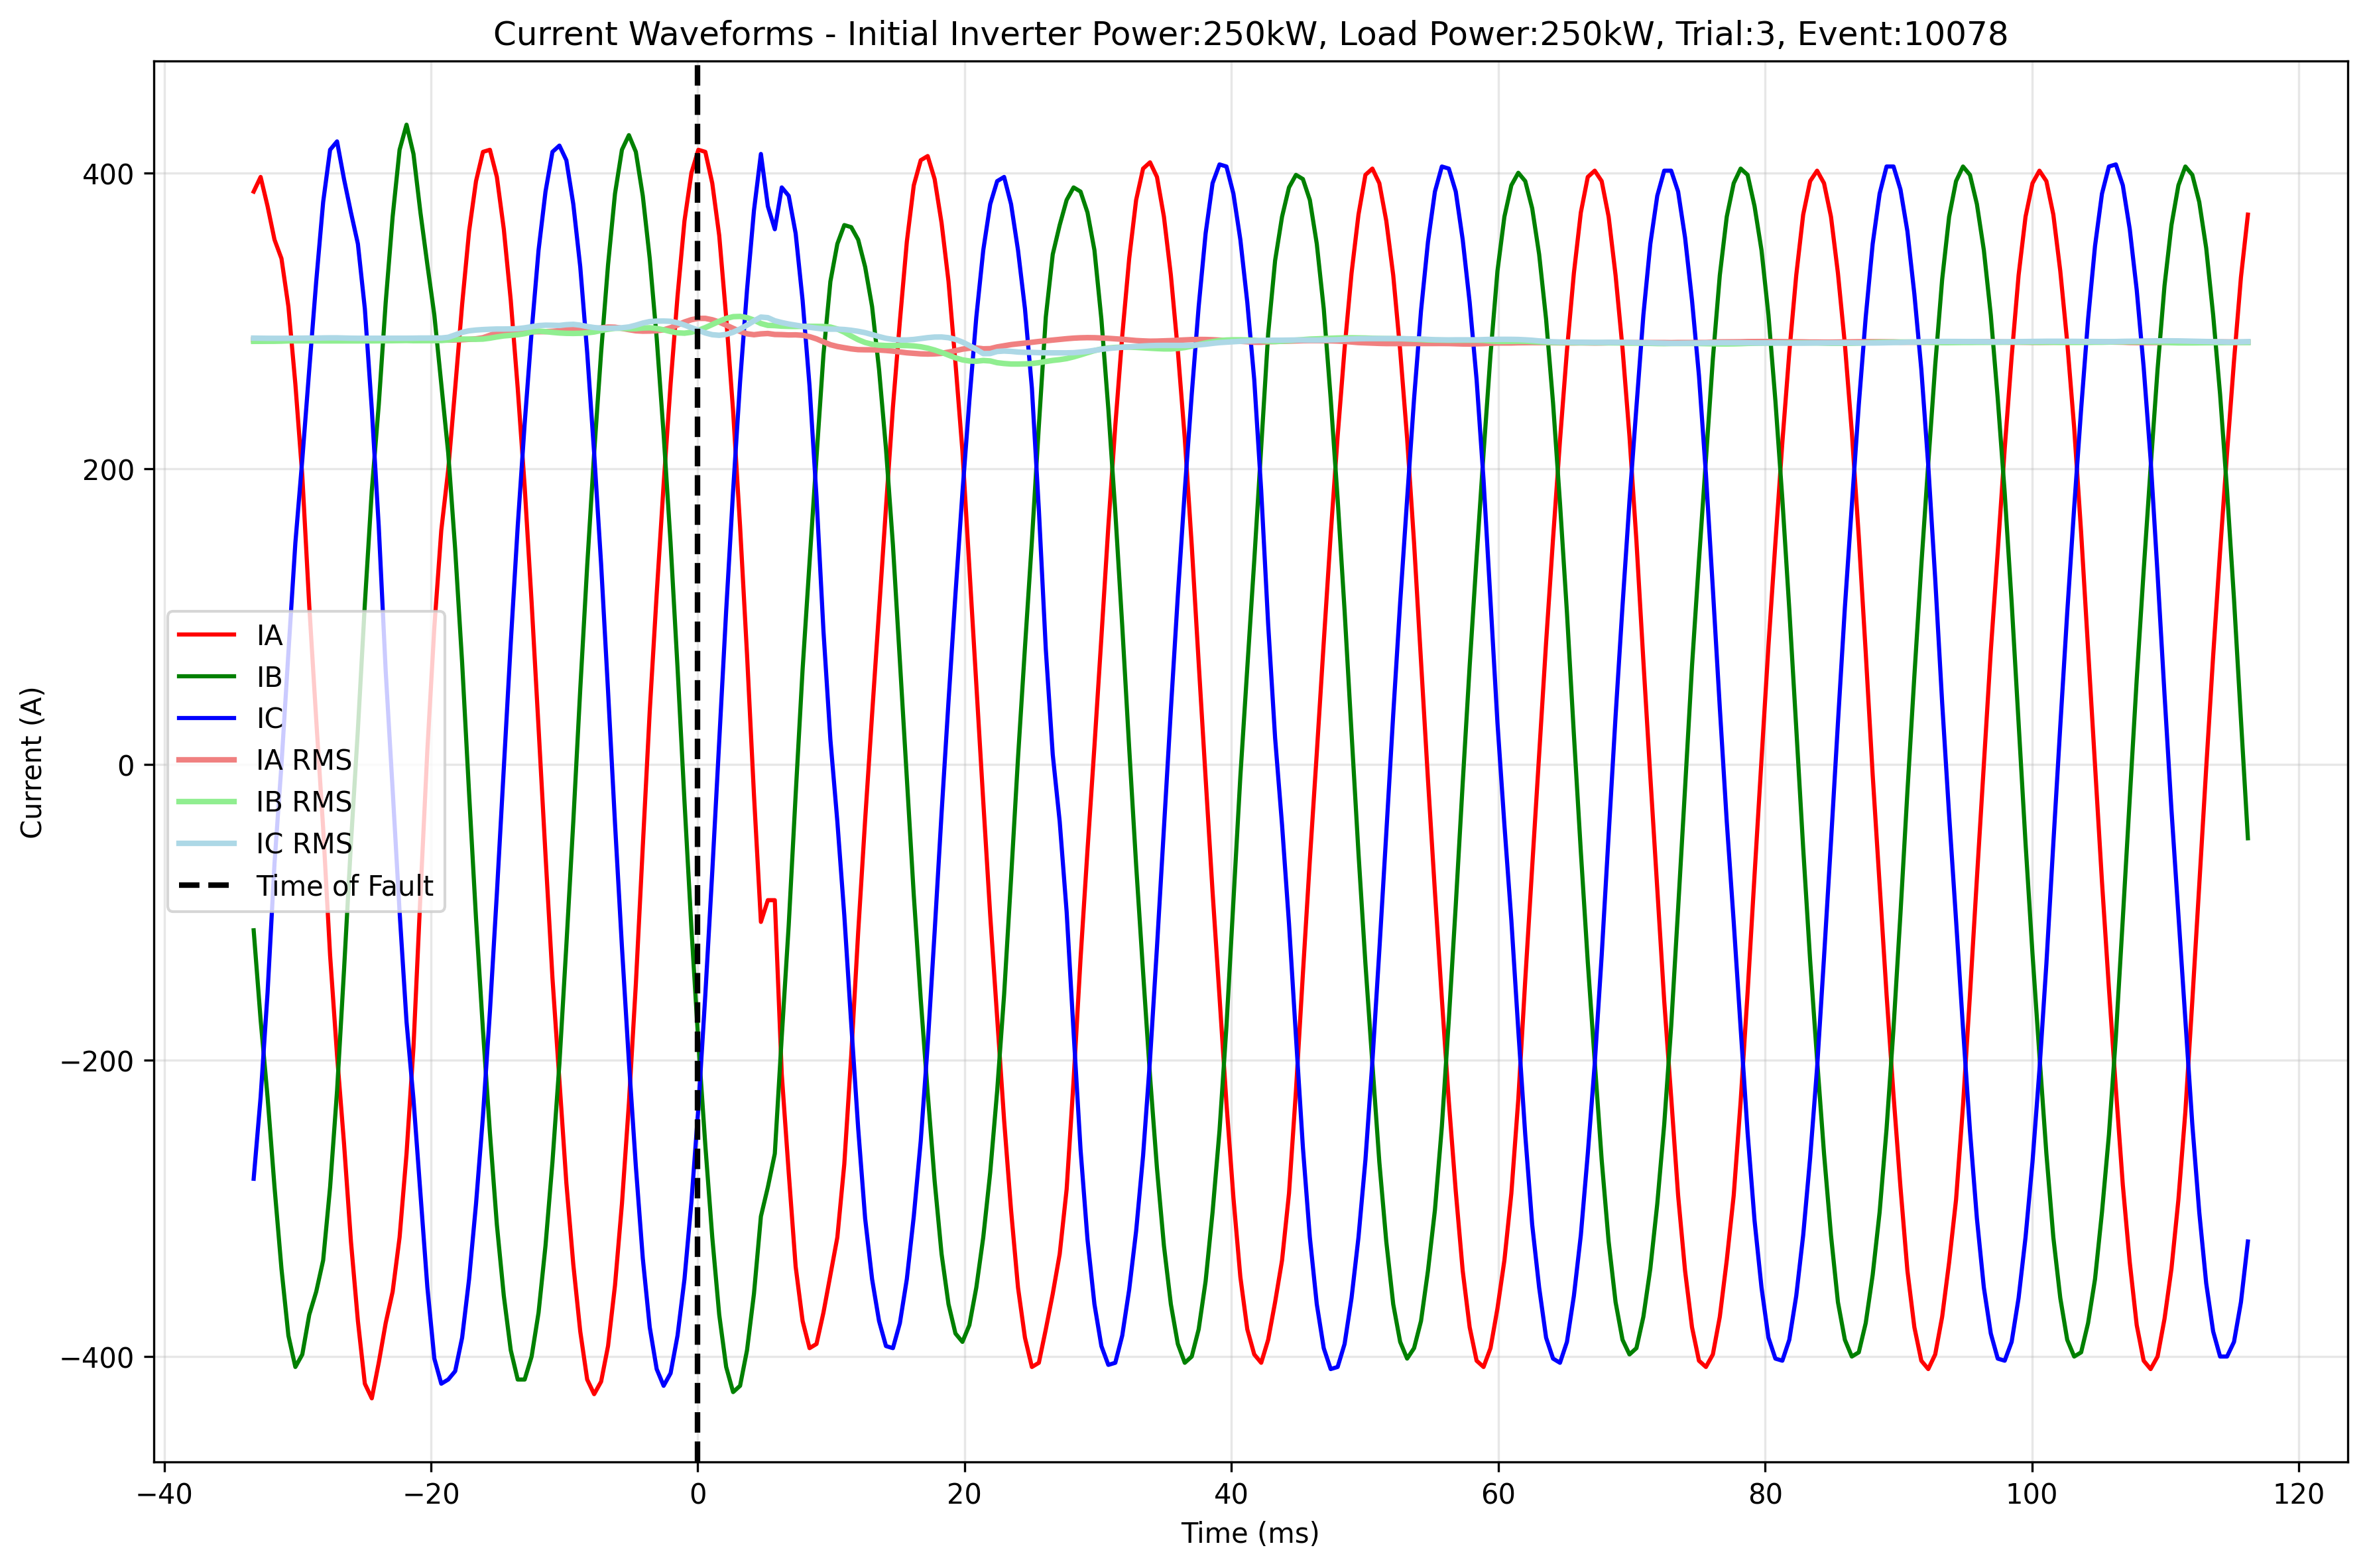 Current Waveforms - Initial Inverter Power:250kW, Load Power:250kW, Trial:3, Event:10078
Current (A)
400
200
0
−200
−400
IA
IB
IC
IA RMS
IB RMS
IC RMS
Time of Fault
−40
−20
0
20
40
60
80
100
120
Time (ms)